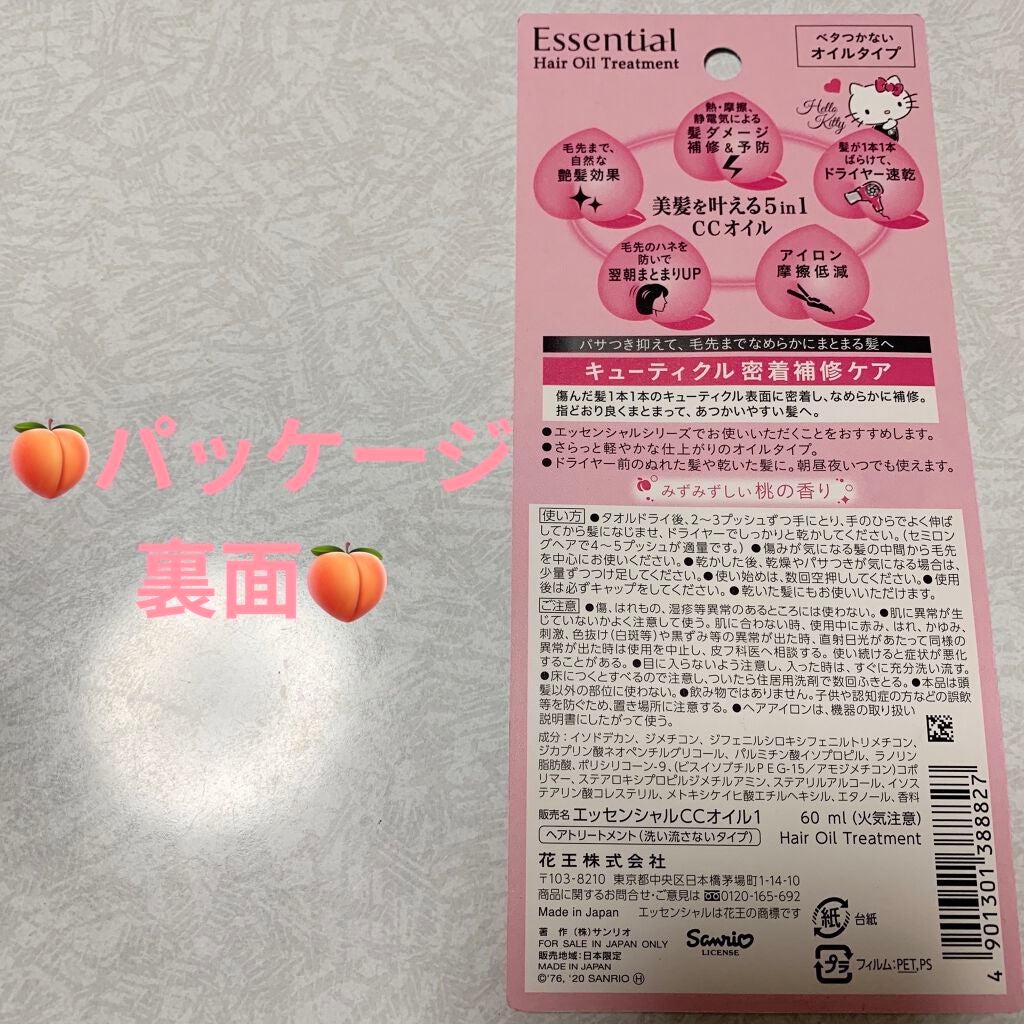 Essential
Hair Oil Treatment
ベタつかない
オイルタイプ
Hello
Kitty
熱・摩擦、
静電気による
髪ダメージ
補修&予防
毛先まで、
自然な
艶髪効果
髪が1本1本
ばらけて、
ドライヤー速乾
美髪を叶える5in1
CCオイル
毛先のハネを
防いで
翌朝まとまりUP
アイロン
摩擦低減
パサつき抑えて、毛先までなめらかにまとまる髪へ
キューティクル 密着補修ケア
傷んだ髪1本1本のキューティクル表面に密着し、なめらかに補修。
指どおり良くまとまって、あつかいやすい髪へ。
●エッセンシャルシリーズでお使いいただくことをおすすめします。
●さらっと軽やかな仕上がりのオイルタイプ。
●ドライヤー前のぬれた髪や乾いた髪に。朝昼夜いつでも使えます。
みずみずしい桃の香り
🍑パッケージ
裏面🍑
使い方 ●タオルドライ後、2〜3プッシュずつ手にとり、手のひらでよく伸ば
してから髪になじませ、ドライヤーでしっかりと乾かしてください。(セミロン
グヘアで4〜5プッシュが適量です。) ●傷みが気になる髪の中間から毛先
を中心にお使いください。●乾かした後、乾燥やパサつきが気になる場合は、
少量ずつつけ足してください。●使い始めは、数回空押ししてください。●使用
後は必ずキャップをしてください。●乾いた髪にもお使いいただけます。
ご注意 ●傷、はれもの、湿疹等異常のあるところには使わない。●肌に異常が生
じていないかよく注意して使う。肌に合わない時、使用中に赤み、はれ、かゆみ、
刺激、色抜け(白斑等)や黒ずみ等の異常が出た時、直射日光があたって同様の
異常が出た時は使用を中止し、皮フ科医へ相談する。使い続けると症状が悪化
することがある。●目に入らないよう注意し、入った時は、すぐに充分洗い流す。
●床につくとすべるので注意し、ついたら住居用洗剤で数回ふきとる。●本品は頭
髪以外の部位に使わない。●飲み物ではありません。子供や認知症の方などの誤飲
等を防ぐため、置き場所に注意する。●ヘアアイロンは、機器の取り扱い
説明書にしたがって使う。
成分:イソドデカン、ジメチコン、ジフェニルシロキシフェニルトリメチコン、
ジカプリン酸ネオペンチルグリコール、パルミチン酸イソプロピル、ラノリン
脂肪酸、ポリシリコーン-9、(ビスイソブチルPEG-15/アモジメチコン)コポ
リマー、ステアロキシプロピルジメチルアミン、ステアリルアルコール、イソス
テアリン酸コレステリル、メトキシケイヒ酸エチルヘキシル、エタノール、香料
販売名 エッセンシャルCCオイル1 60 ml(火気注意)
ヘアトリートメント(洗い流さないタイプ) Hair Oil Treatment
花王株式会社
〒103-8210 東京都中央区日本橋茅場町1-14-10
商品に関するお問合せ・ご意見は 0120-165-692
Made in Japan エッセンシャルは花王の商標です
著 作 (株)サンリオ
FOR SALE IN JAPAN ONLY
販売地域:日本限定
MADE IN JAPAN
©'76, '20 SANRIO Ⓗ
Sanrio
LICENSE
紙 台紙
プラ フィルム:PET,PS
4 901301 388827